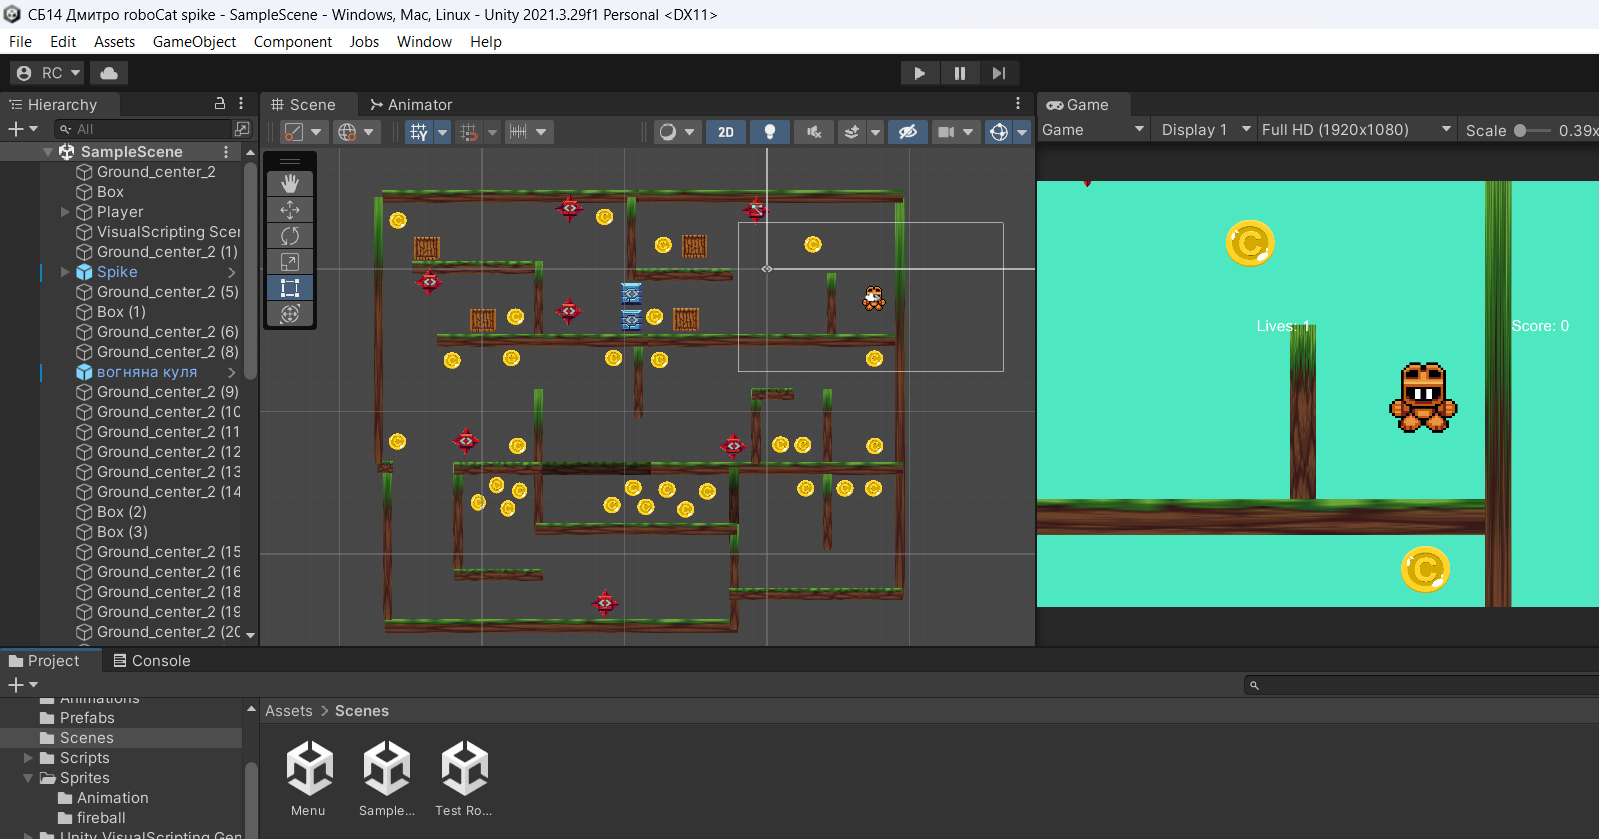 СБ14 Дмитро roboCat spike - SampleScene - Windows, Mac, Linux - Unity 2021.3.29f1 Personal <DX11>
File Edit Assets GameObject Component Jobs Window Help
RC
Hierarchy
All
SampleScene
Ground_center_2
Box
Player
VisualScripting Scer
Ground_center_2 (1)
Spike
Ground_center_2 (5)
Box (1)
Ground_center_2 (6)
Ground_center_2 (8)
вогняна куля
Ground_center_2 (9)
Ground_center_2 (10
Ground_center_2 (11
Ground_center_2 (12
Ground_center_2 (13
Ground_center_2 (14
Box (2)
Box (3)
Ground_center_2 (15
Ground_center_2 (16
Ground_center_2 (18
Ground_center_2 (19
Ground_center_2 (20
Scene Animator
2D
Game
Game Display 1 Full HD (1920x1080) Scale 0.39x
Lives: 1 Score: 0
Project Console
Animations
Prefabs
Scenes
Scripts
Sprites
Animation
fireball
Unity VisualScripting Gen
Assets > Scenes
Menu Sample... Test Ro...